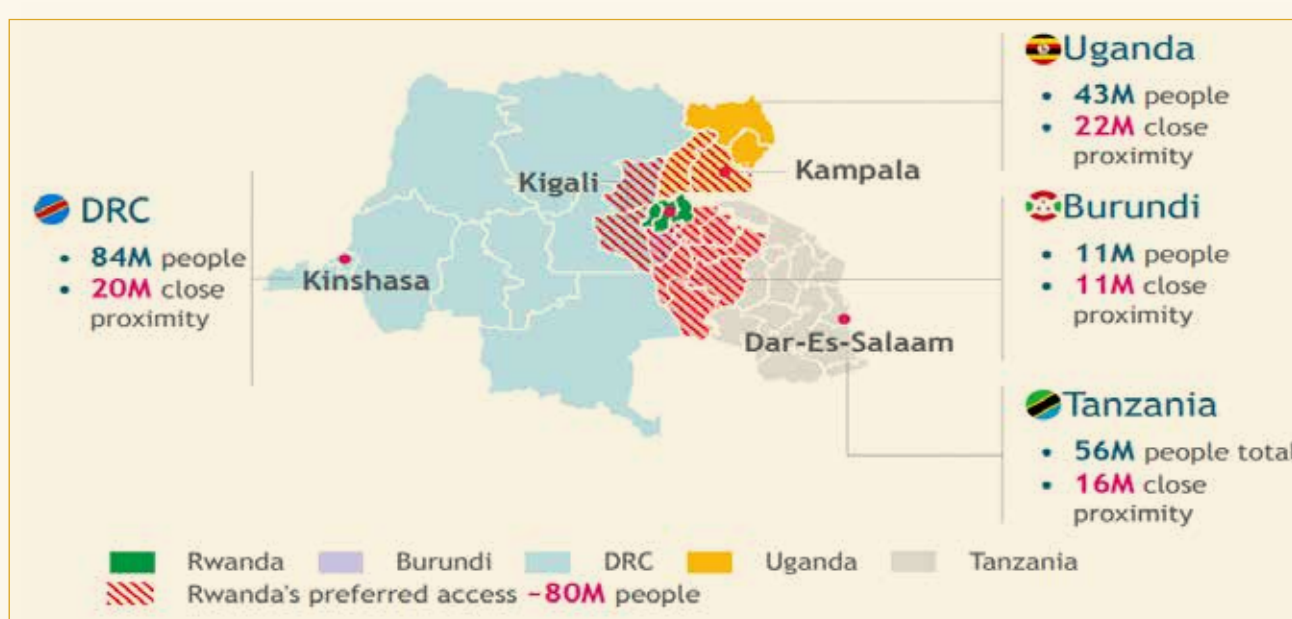 DRC
• 84M people
• 20M close
proximity
Kigali
Kampala
Kinshasa
Dar-Es-Salaam
Uganda
• 43M people
• 22M close
proximity
Burundi
• 11M people
• 11M close
proximity
Tanzania
• 56M people total
• 16M close
proximity
Rwanda Burundi DRC Uganda Tanzania
Rwanda's preferred access ~80M people